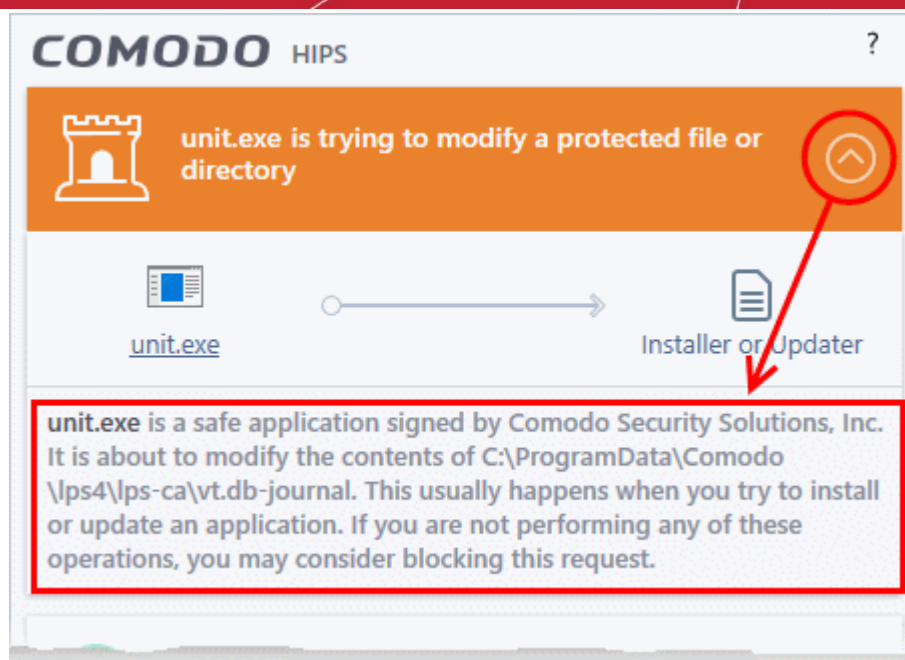 COMODO HIPS ?
unit.exe is trying to modify a protected file or
directory
unit.exe
Installer or Updater
unit.exe is a safe application signed by Comodo Security Solutions, Inc.
It is about to modify the contents of C:\ProgramData\Comodo
\lps4\lps-ca\vt.db-journal. This usually happens when you try to install
or update an application. If you are not performing any of these
operations, you may consider blocking this request.